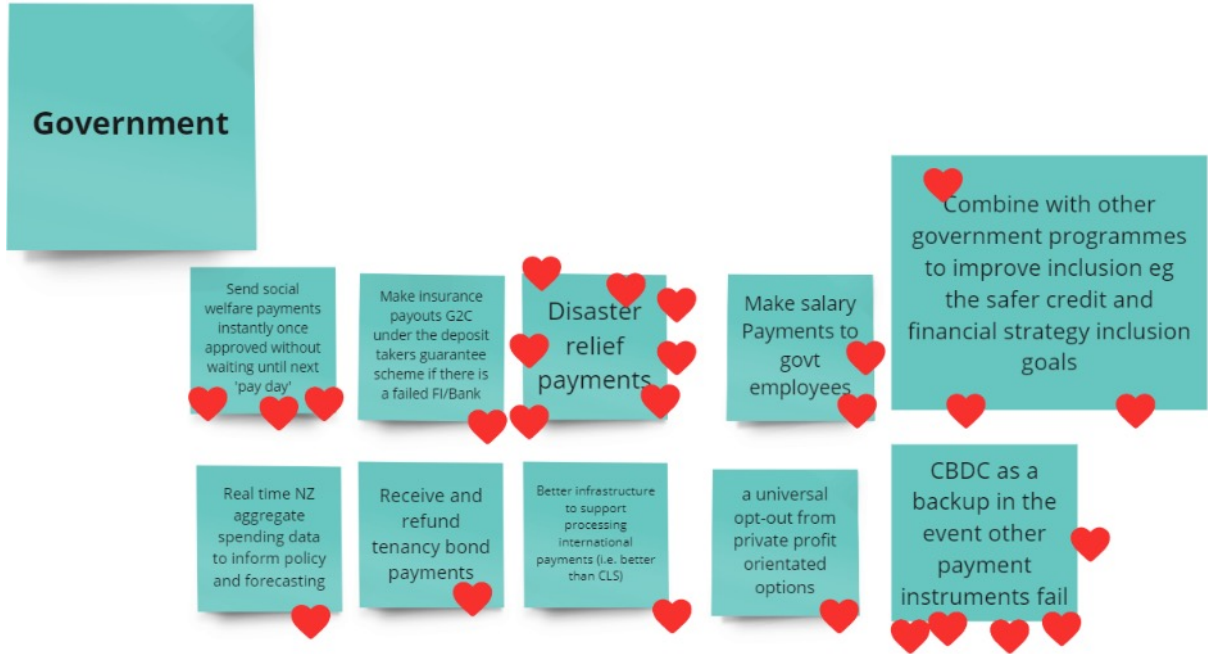 Government
Send social
welfare payments
instantly once
approved without
waiting until next
'pay day'
Make insurance
payouts G2C
under the deposit
takers guarantee
scheme if there is
a failed FI/Bank
Disaster
relief
payments
Make salary
Payments to
govt
employees
Combine with other
government programmes
to improve inclusion eg
the safer credit and
financial strategy inclusion
goals
Real time NZ
aggregate
spending data
to inform policy
and forecasting
Receive and
refund
tenancy bond
payments
Better infrastructure
to support
processing
international
payments (i.e. better
than CLS)
a universal
opt-out from
private profit
orientated
options
CBDC as a
backup in the
event other
payment
instruments fail